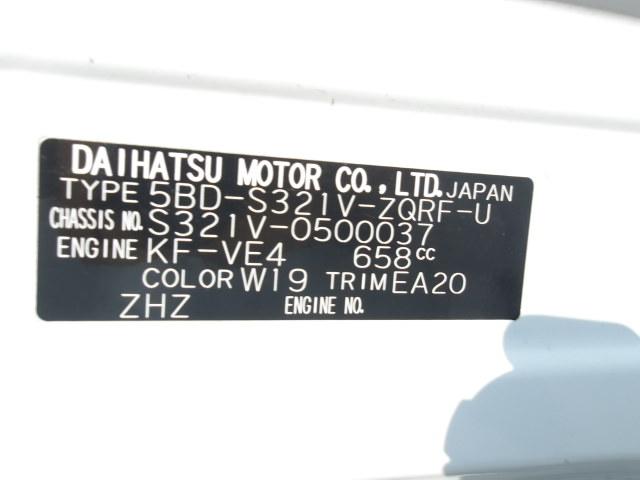 DAIHATSU MOTOR CO., LTD. JAPAN
TYPE 5BD-S321V-ZQRF-U
CHASSIS NO. S321V-0500037
ENGINE KF-VE4 658cc
COLOR W19 TRIM EA20
ZHZ ENGINE NO.